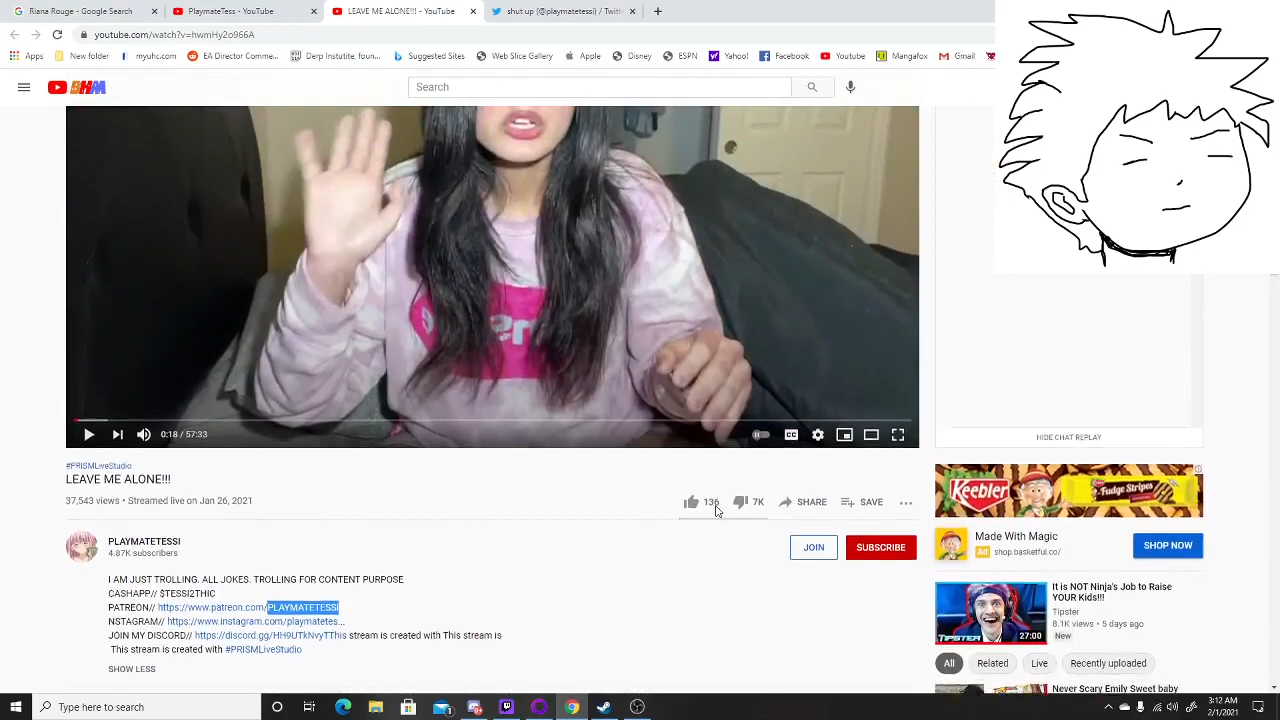 Riana Rouge - Google Search
PlaymateTess - YouTube
LEAVE ME ALONE!!! - YouTube
shut up (@playmatetessi) / Twitt
youtube.com/watch?v=hwmHy2o966A
Apps
New folder
myuhc.com
EA Director Comme...
Derp-Instutite, foun...
Suggested Sites
Web Slice Gallery
Apple
Disney
ESPN
Yahoo!
Facebook
Mangafox
Gmail
BHM
Search
0:18 / 57:33
CC
HIDE CHAT REPLAY
#PRISMLiveStudio
LEAVE ME ALONE!!!
37,543 views • Streamed live on Jan 26, 2021
136
7K
SHARE
SAVE
Keebler
Fudge Stripes
PLAYMATETESSI
4.87K subscribers
JOIN
SUBSCRIBE
Made With Magic
Ad shop.basketful.co/
SHOP NOW
I AM JUST TROLLING. ALL JOKES. TROLLING FOR CONTENT PURPOSE
CASHAPP// $TESSI2THIC
PATREON// https://www.patreon.com/PLAYMATETESSI
NSTAGRAM// https://www.instagram.com/playmatetes...
JOIN MY DISCORD// https://discord.gg/HH9UTkNvyTThis stream is created with This stream is
This stream is created with #PRISMLiveStudio
SHOW LESS
It is NOT Ninja's Job to Raise
YOUR Kids!!!
Tipster
8.1K views • 5 days ago
New
TIPSTER
27:00
All
Related
Live
Recently uploaded
Never Scary Emily Sweet baby
Type here to search
3:12 AM
2/1/2021